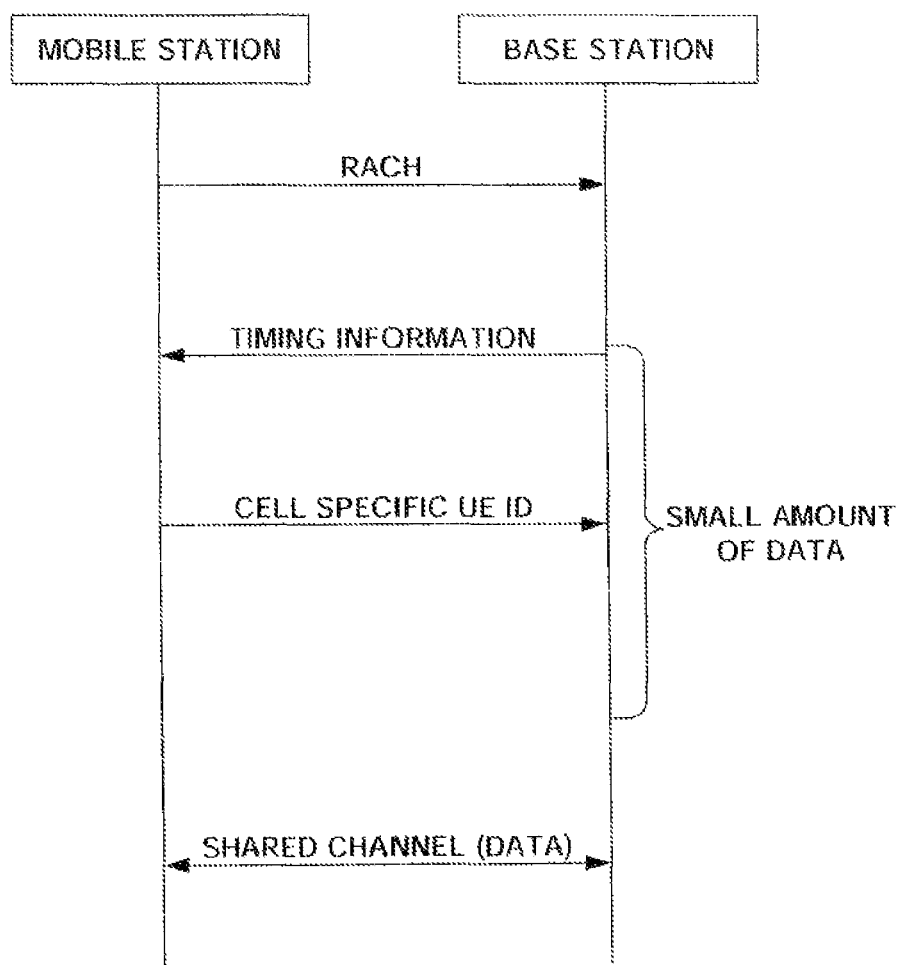 MOBILE STATION
BASE STATION
RACH
TIMING INFORMATION
CELL SPECIFIC UE ID
SMALL AMOUNT
OF DATA
SHARED CHANNEL (DATA)